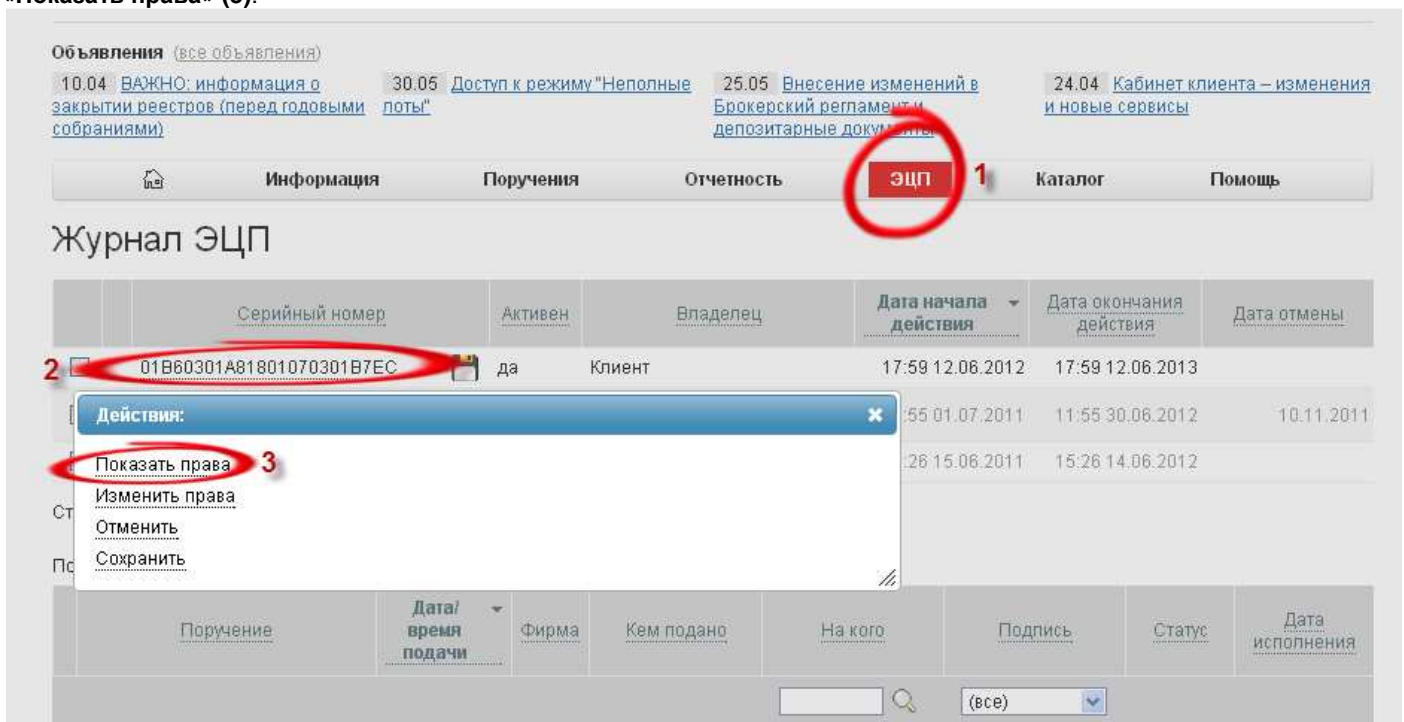 «Показать права» (3).
Объявления (все объявления)
10.04 ВАЖНО: информация о закрытии реестров (перед годовыми собраниями)
30.05 Доступ к режиму "Неполные лоты"
25.05 Внесение изменений в Брокерский регламент и депозитарные документы
24.04 Кабинет клиента – изменения и новые сервисы
Информация Поручения Отчетность ЭЦП 1 Каталог Помощь
Журнал ЭЦП
Серийный номер Активен Владелец Дата начала действия Дата окончания действия Дата отмены
2 01B60301A81801070301B7EC да Клиент 17:59 12.06.2012 17:59 12.06.2013
Действия: :55 01.07.2011 11:55 30.06.2012 10.11.2011
Показать права 3 :26 15.06.2011 15:26 14.06.2012
Изменить права
Ст
Отменить
Сохранить
По
Поручение Дата/ время подачи Фирма Кем подано На кого Подпись Статус Дата исполнения
(все)